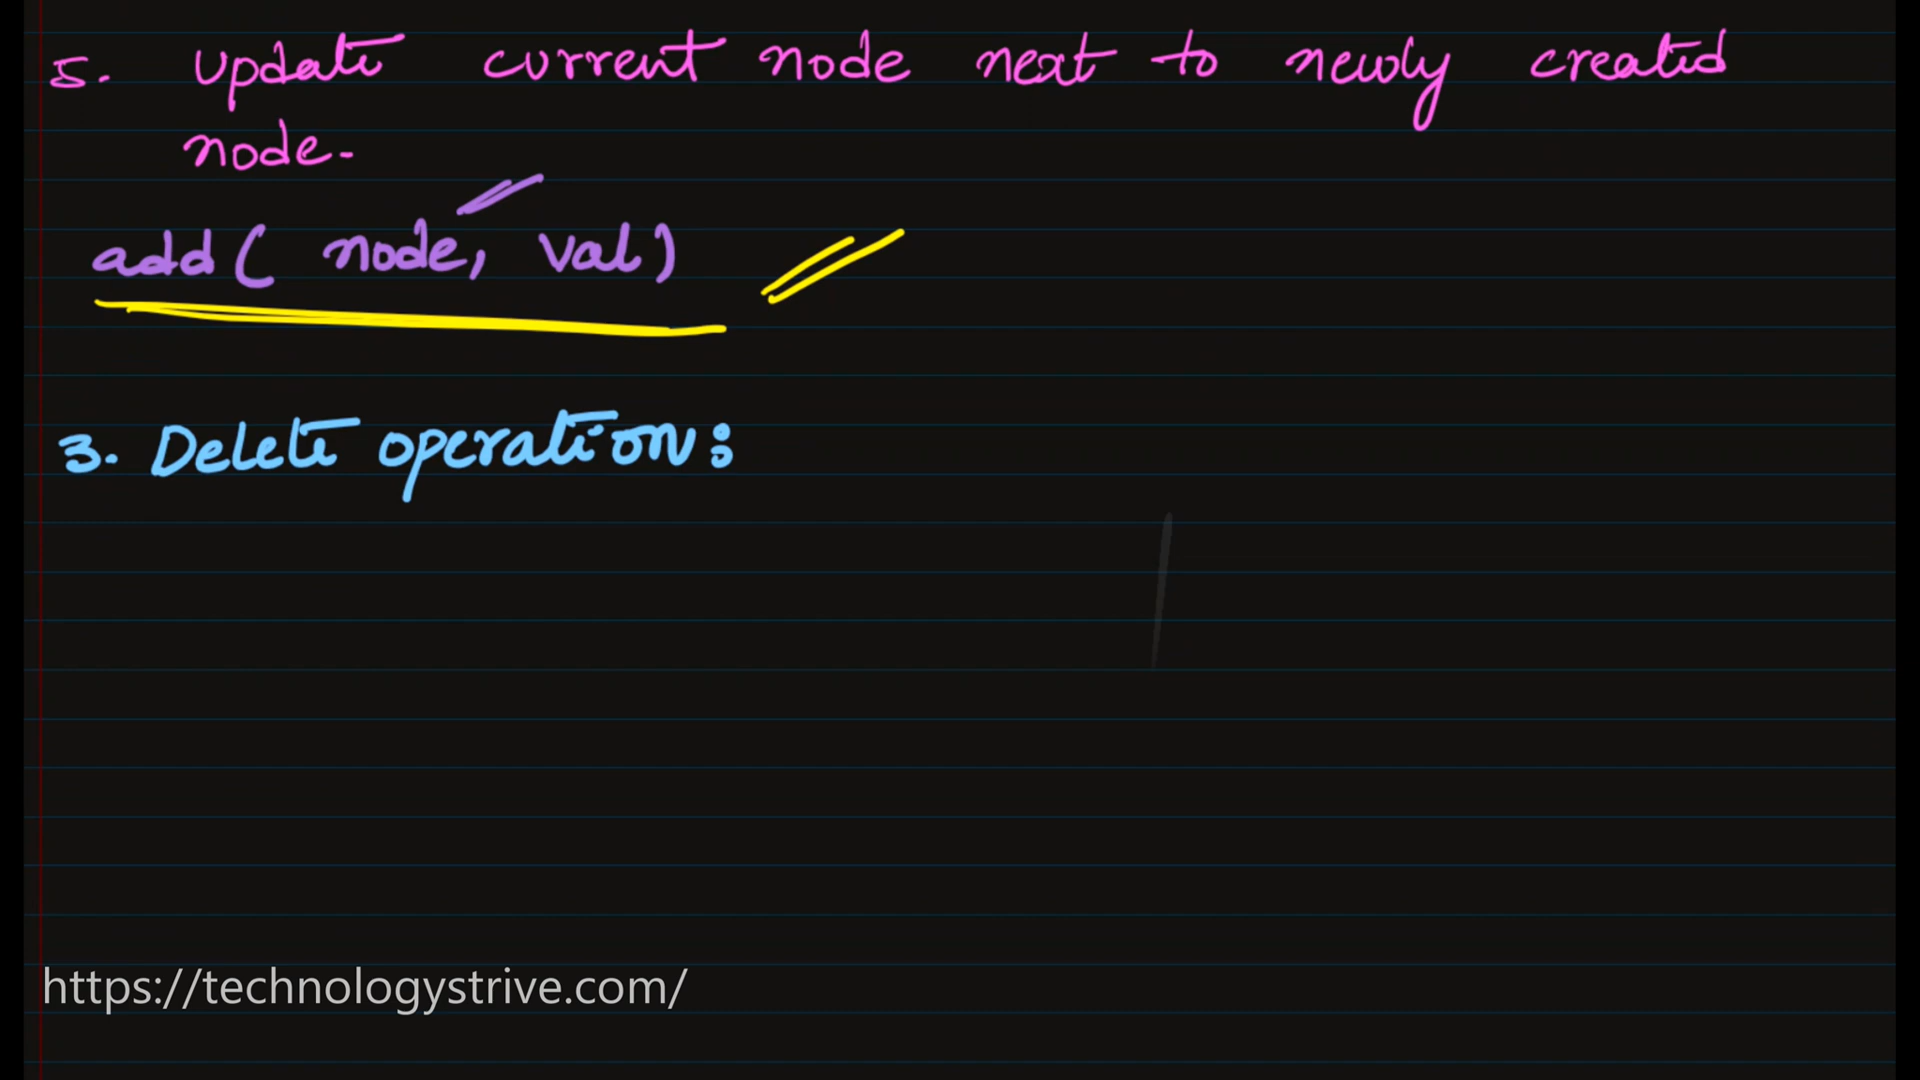 5. Update current node next to newly created
node.
add( node, val)
3. Delete operation:
https://technologystrive.com/